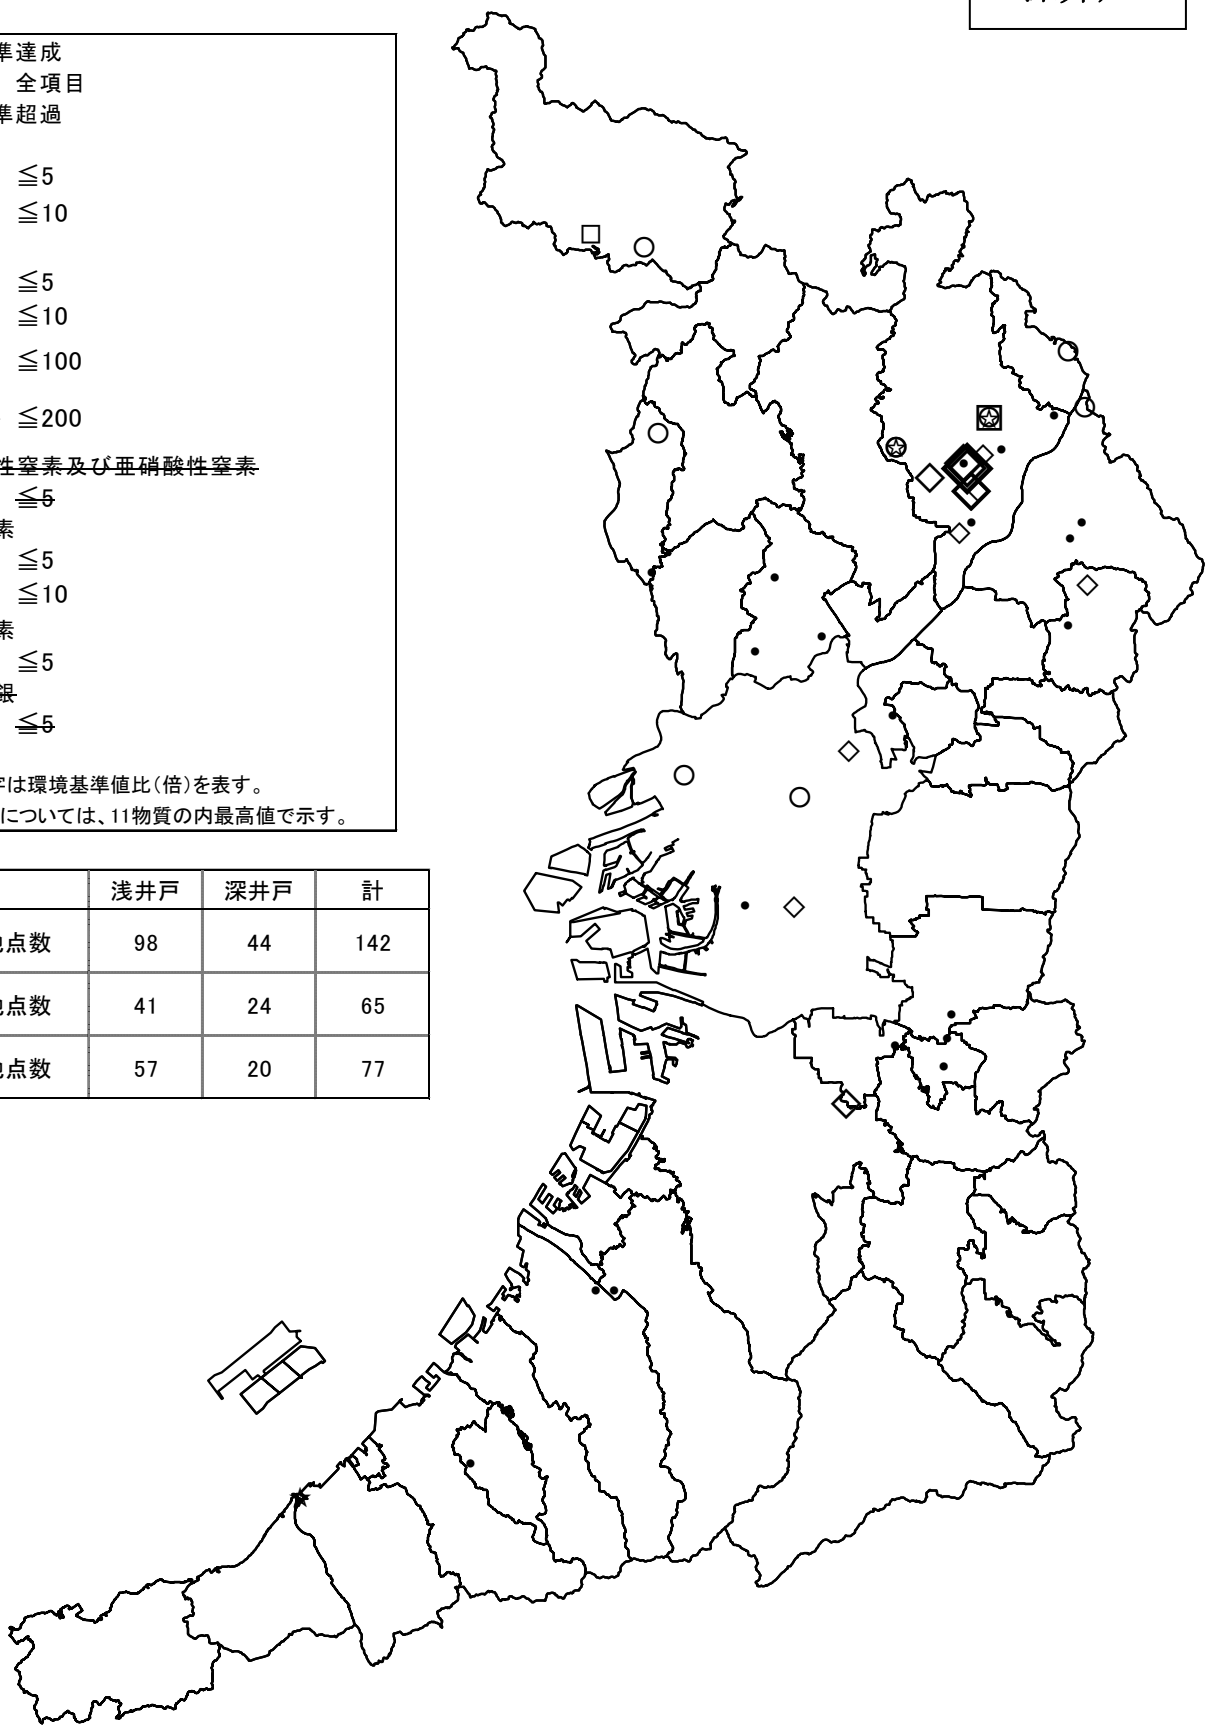 準達成
全項目
準超過
≦5
≦10
≦5
≦10
≦100
≦200
性窒素及び亜硝酸性窒素
≦5
素
≦5
≦10
素
≦5
銀
≦5
字は環境基準値比(倍)を表す。
については、11物質の内最高値で示す。
浅井戸 深井戸 計
地点数 98 44 142
地点数 41 24 65
地点数 57 20 77